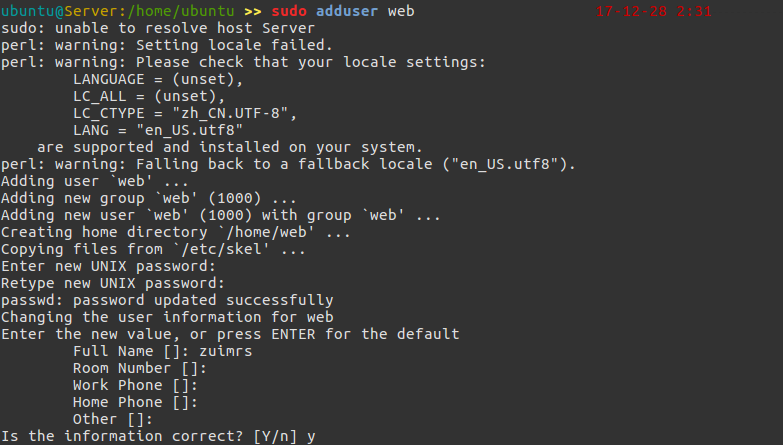 ubuntu@Server:/home/ubuntu >> sudo adduser web 17-12-28 2:31
sudo: unable to resolve host Server
perl: warning: Setting locale failed.
perl: warning: Please check that your locale settings:
LANGUAGE = (unset),
LC_ALL = (unset),
LC_CTYPE = "zh_CN.UTF-8",
LANG = "en_US.utf8"
are supported and installed on your system.
perl: warning: Falling back to a fallback locale ("en_US.utf8").
Adding user `web' ...
Adding new group `web' (1000) ...
Adding new user `web' (1000) with group `web' ...
Creating home directory `/home/web' ...
Copying files from `/etc/skel' ...
Enter new UNIX password:
Retype new UNIX password:
passwd: password updated successfully
Changing the user information for web
Enter the new value, or press ENTER for the default
Full Name []: zuimrs
Room Number []:
Work Phone []:
Home Phone []:
Other []:
Is the information correct? [Y/n] y